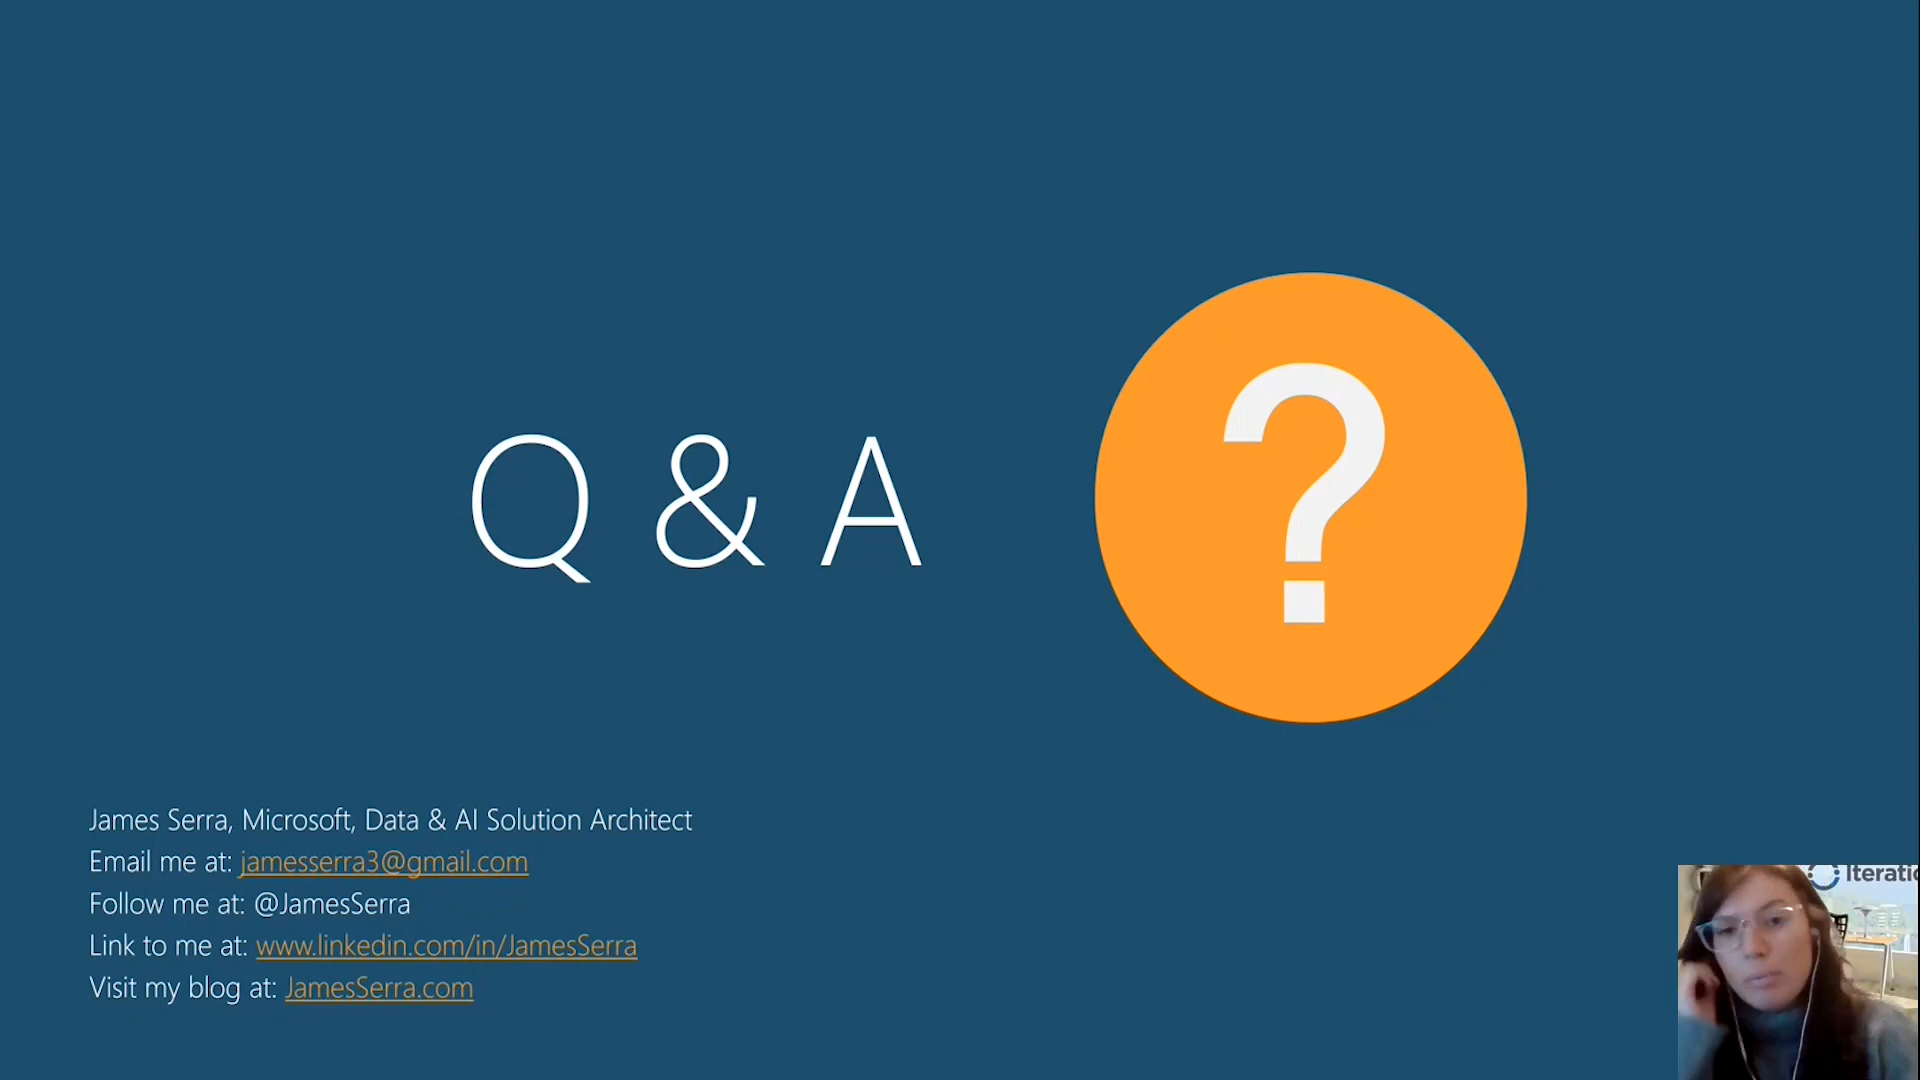 Q & A
?
James Serra, Microsoft, Data & AI Solution Architect
Email me at: jamesserra3@gmail.com
Follow me at: @JamesSerra
Link to me at: www.linkedin.com/in/JamesSerra
Visit my blog at: JamesSerra.com
Iteratio